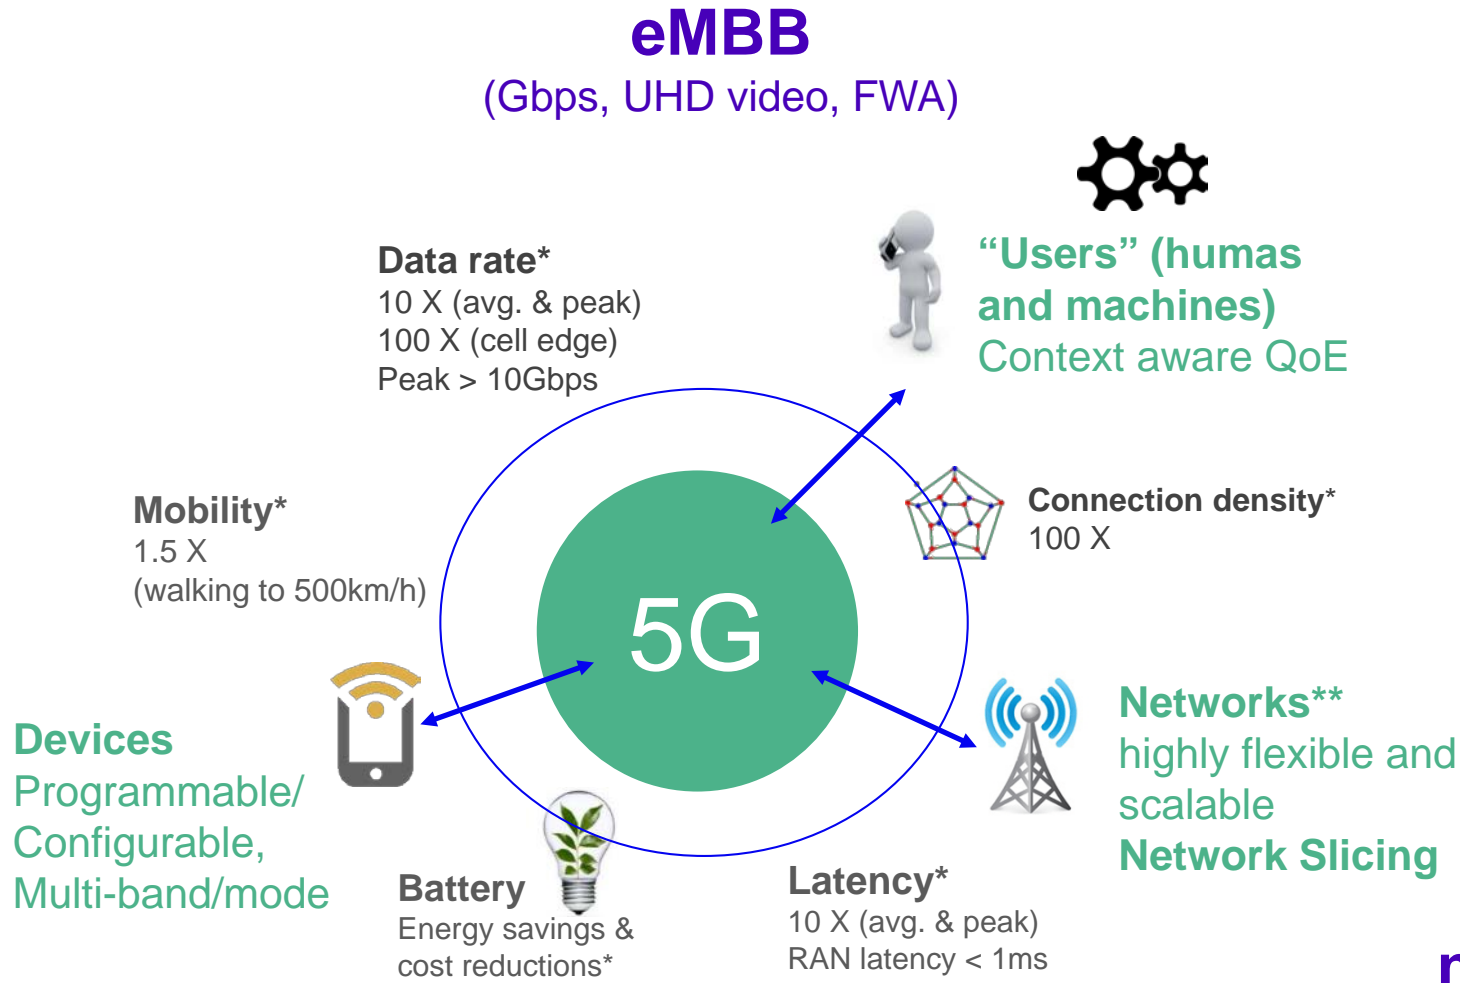 eMBB
(Gbps, UHD video, FWA)
Data rate*
10 X (avg. & peak)
100 X (cell edge)
Peak > 10Gbps
“Users” (humas
and machines)
Context aware QoE
Mobility*
1.5 X
(walking to 500km/h)
Connection density*
100 X
5G
Devices
Programmable/
Configurable,
Multi-band/mode
Networks**
highly flexible and
scalable
Network Slicing
Battery
Energy savings &
cost reductions*
Latency*
10 X (avg. & peak)
RAN latency < 1ms